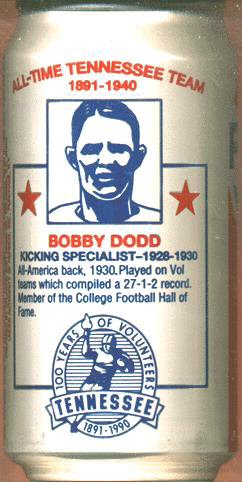 ALL-TIME TENNESSEE TEAM
1891-1940
BOBBY DODD
KICKING SPECIALIST–1928-1930
All-America back, 1930. Played on Vol
teams which compiled a 27-1-2 record.
Member of the College Football Hall of
Fame.
100 YEARS OF VOLUNTEERS
TENNESSEE
1891-1990